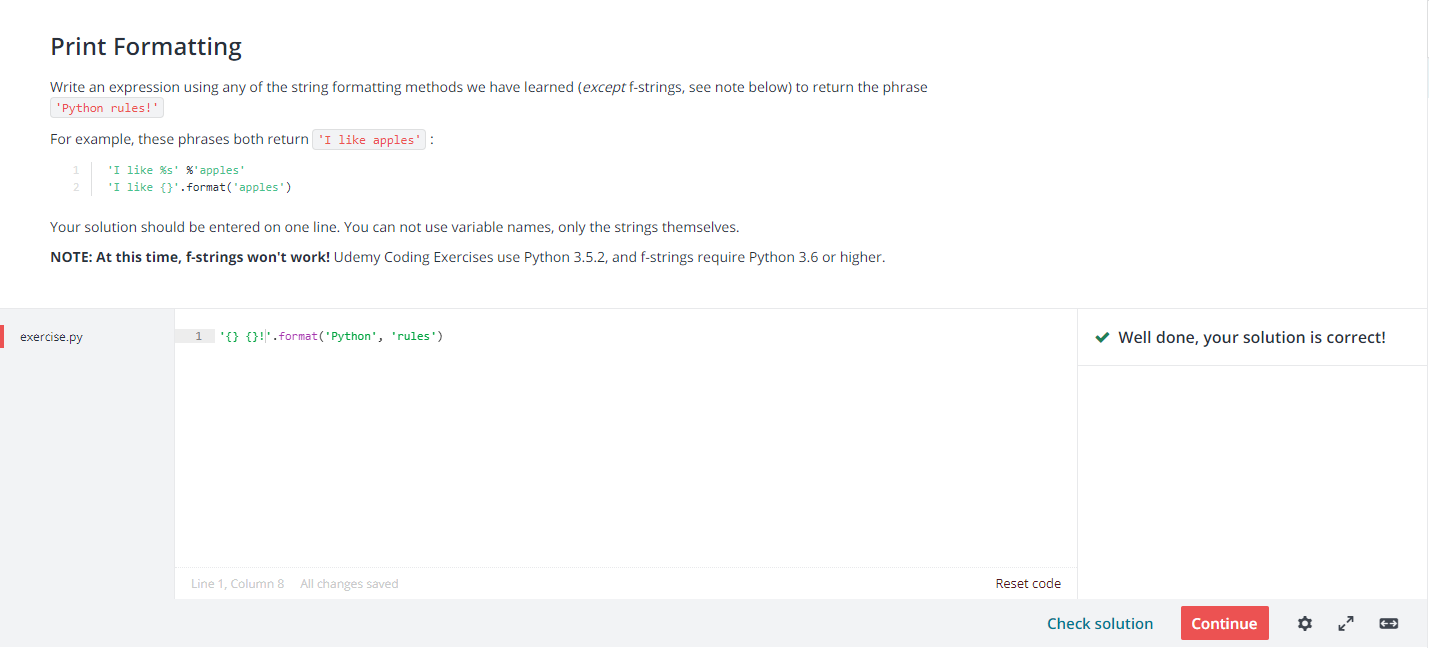 Print Formatting
Write an expression using any of the string formatting methods we have learned (except f-strings, see note below) to return the phrase
'Python rules!'
For example, these phrases both return 'I like apples' :
1 'I like %s' %'apples'
2 'I like {}'.format('apples')
Your solution should be entered on one line. You can not use variable names, only the strings themselves.
NOTE: At this time, f-strings won't work! Udemy Coding Exercises use Python 3.5.2, and f-strings require Python 3.6 or higher.
exercise.py
1 '{} {}!'.format('Python', 'rules')
Well done, your solution is correct!
Line 1, Column 8 All changes saved
Reset code
Check solution
Continue